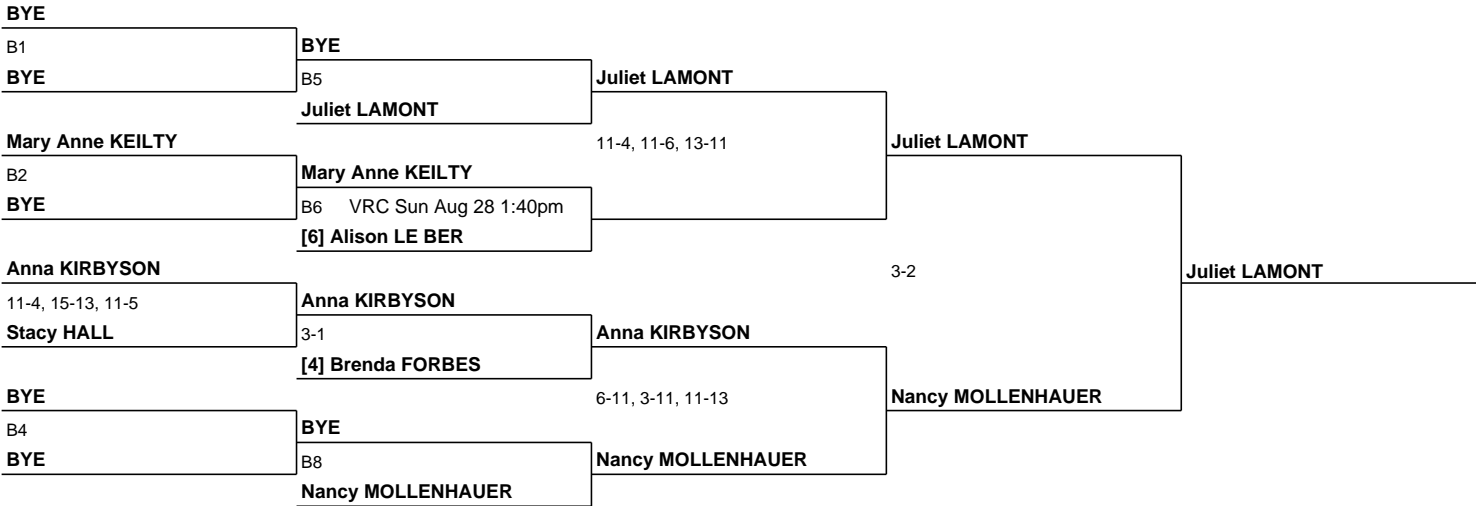 BYE
B1
BYE
BYE
B5
Juliet LAMONT
Juliet LAMONT
11-4, 11-6, 13-11
Juliet LAMONT
Mary Anne KEILTY
B2
BYE
Mary Anne KEILTY
B6 VRC Sun Aug 28 1:40pm
[6] Alison LE BER
3-2
Juliet LAMONT
Anna KIRBYSON
11-4, 15-13, 11-5
Stacy HALL
Anna KIRBYSON
3-1
[4] Brenda FORBES
Anna KIRBYSON
6-11, 3-11, 11-13
Nancy MOLLENHAUER
BYE
B4
BYE
BYE
B8
Nancy MOLLENHAUER
Nancy MOLLENHAUER